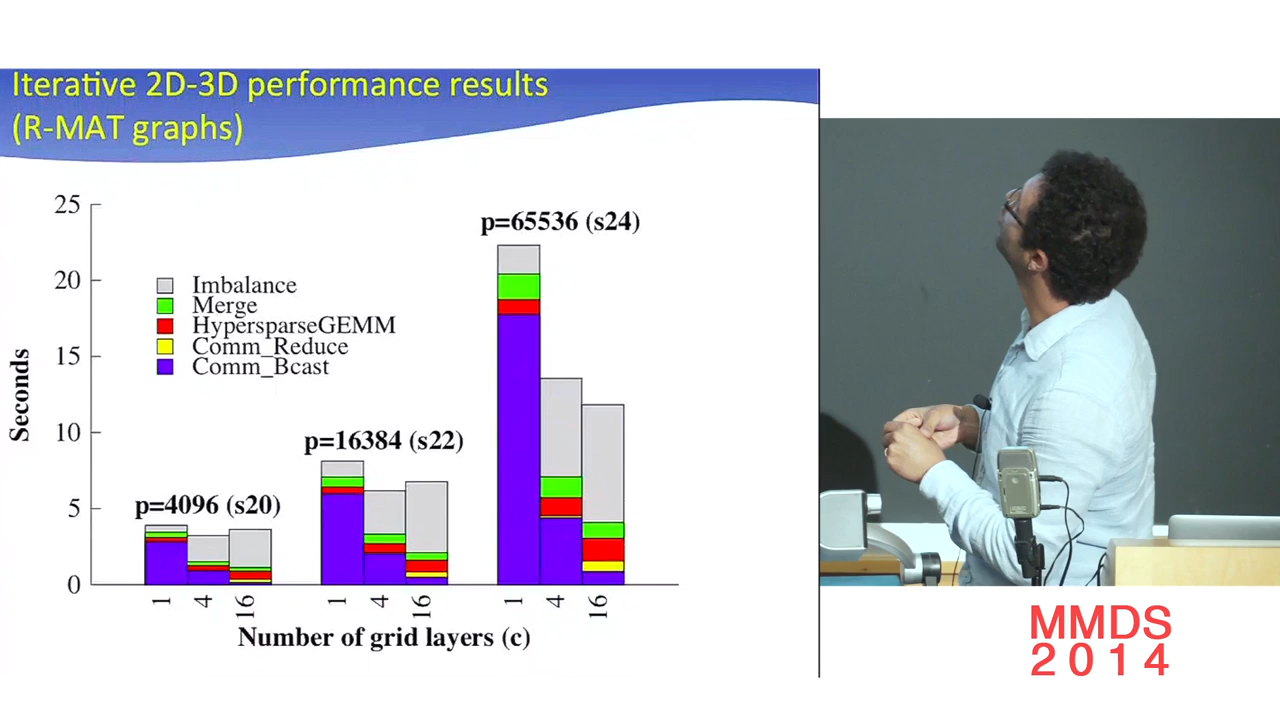 Iterative 2D-3D performance results
(R-MAT graphs)
25
20
15
10
5
0
Seconds
Imbalance
Merge
HypersparseGEMM
Comm_Reduce
Comm_Bcast
p=4096 (s20)
p=16384 (s22)
p=65536 (s24)
1 4 16 1 4 16 1 4 16
Number of grid layers (c)
MMDS
2014